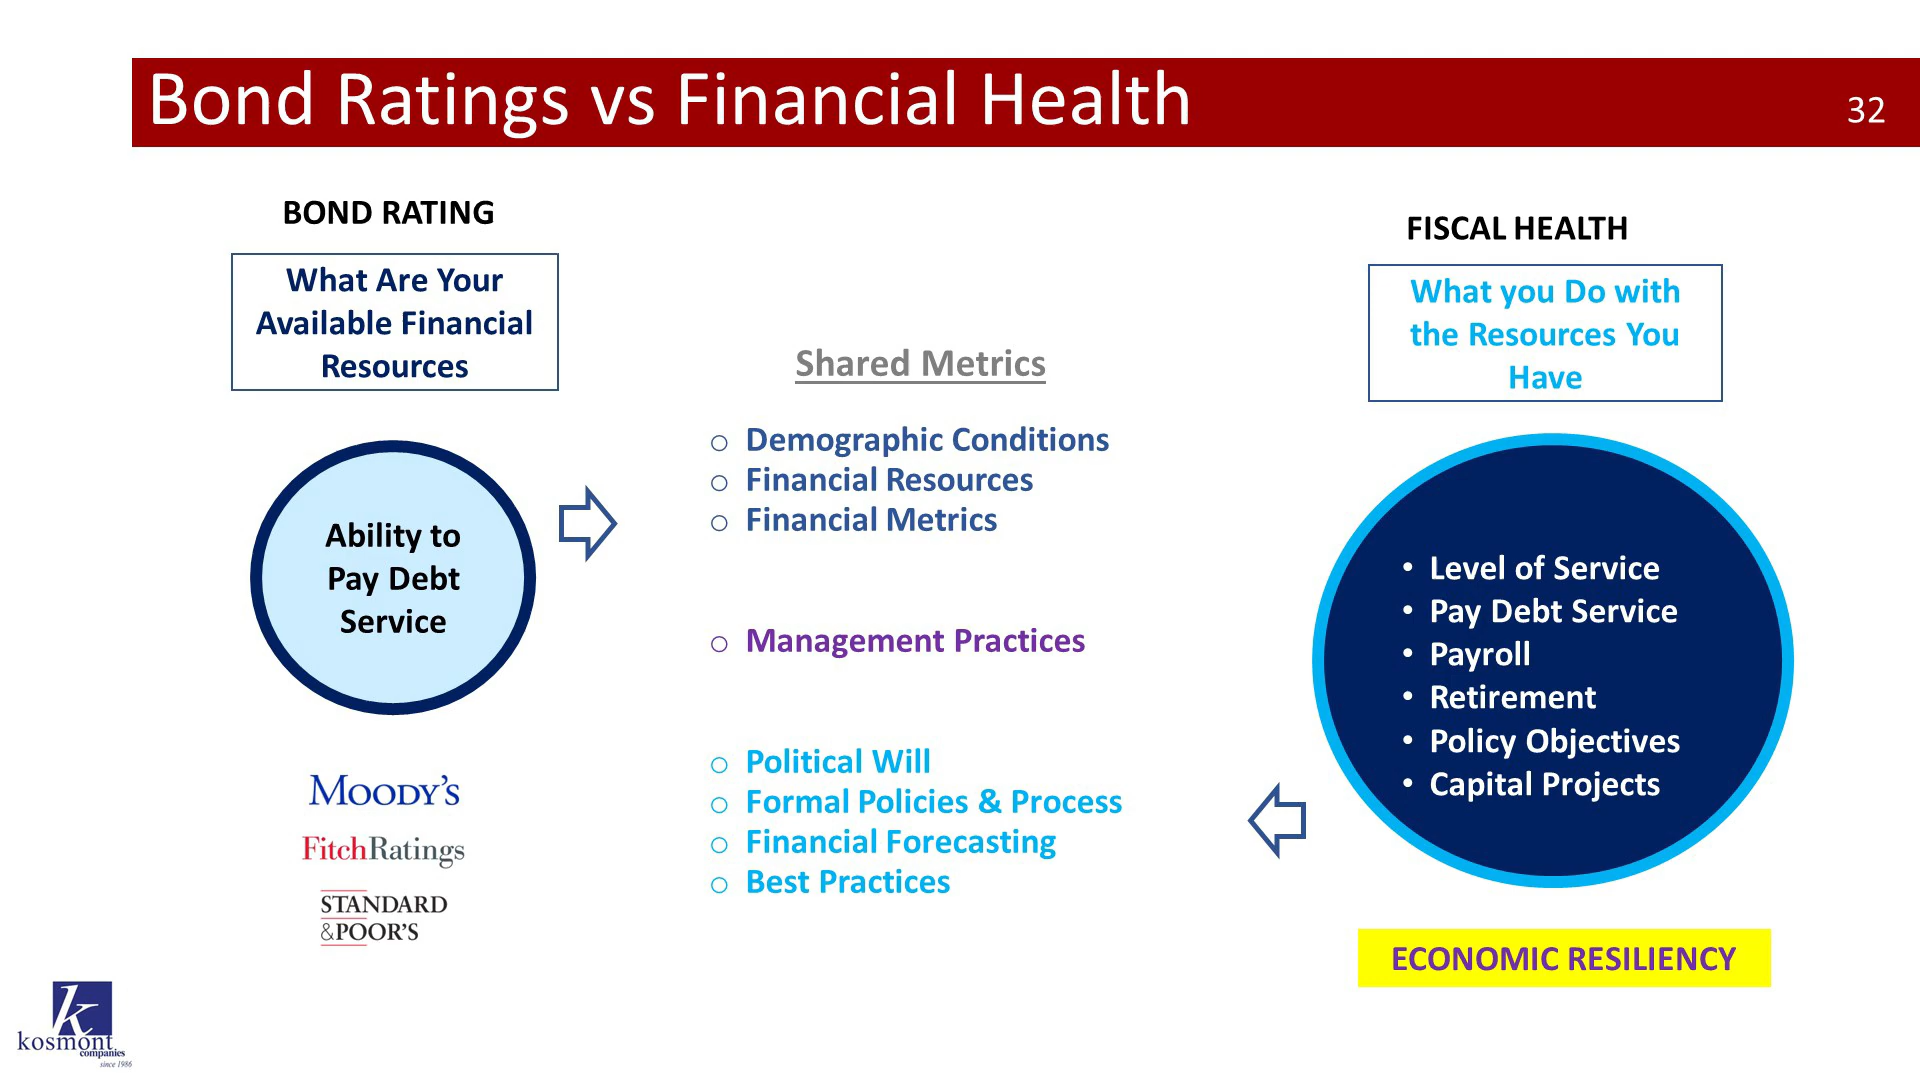 Bond Ratings vs Financial Health
32
BOND RATING
What Are Your
Available Financial
Resources
Ability to
Pay Debt
Service
MOODY'S
FitchRatings
STANDARD
&POOR'S
Shared Metrics
o Demographic Conditions
o Financial Resources
o Financial Metrics
o Management Practices
o Political Will
o Formal Policies & Process
o Financial Forecasting
o Best Practices
FISCAL HEALTH
What you Do with
the Resources You
Have
• Level of Service
• Pay Debt Service
• Payroll
• Retirement
• Policy Objectives
• Capital Projects
ECONOMIC RESILIENCY
k
kosmont
companies
since 1986